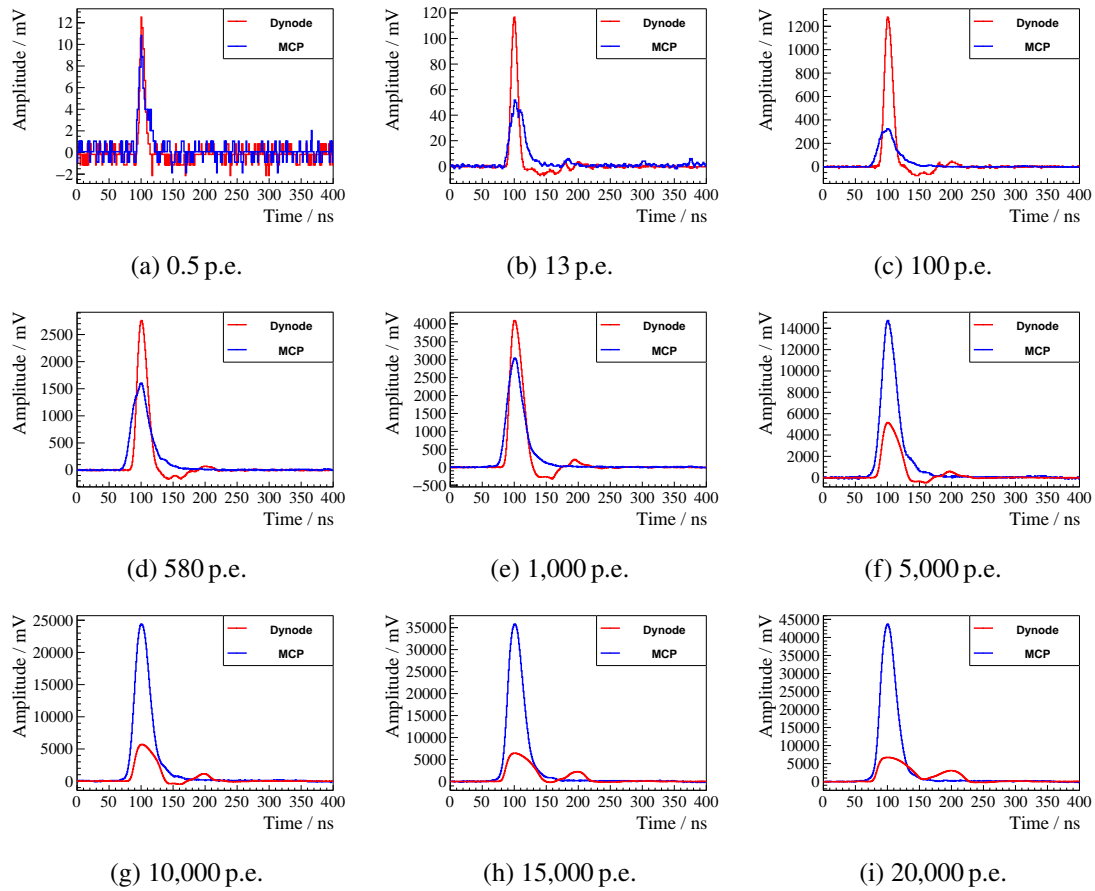 Amplitude / mV
12
10
8
6
4
2
0
−2
Dynode
MCP
0 50 100 150 200 250 300 350 400
Time / ns
(a) 0.5 p.e.
Amplitude / mV
120
100
80
60
40
20
0
Dynode
MCP
0 50 100 150 200 250 300 350 400
Time / ns
(b) 13 p.e.
Amplitude / mV
1200
1000
800
600
400
200
0
Dynode
MCP
0 50 100 150 200 250 300 350 400
Time / ns
(c) 100 p.e.
Amplitude / mV
2500
2000
1500
1000
500
0
Dynode
MCP
0 50 100 150 200 250 300 350 400
Time / ns
(d) 580 p.e.
Amplitude / mV
4000
3500
3000
2500
2000
1500
1000
500
0
−500
Dynode
MCP
0 50 100 150 200 250 300 350 400
Time / ns
(e) 1,000 p.e.
Amplitude / mV
14000
12000
10000
8000
6000
4000
2000
0
Dynode
MCP
0 50 100 150 200 250 300 350 400
Time / ns
(f) 5,000 p.e.
Amplitude / mV
25000
20000
15000
10000
5000
0
Dynode
MCP
0 50 100 150 200 250 300 350 400
Time / ns
(g) 10,000 p.e.
Amplitude / mV
35000
30000
25000
20000
15000
10000
5000
0
Dynode
MCP
0 50 100 150 200 250 300 350 400
Time / ns
(h) 15,000 p.e.
Amplitude / mV
45000
40000
35000
30000
25000
20000
15000
10000
5000
0
Dynode
MCP
0 50 100 150 200 250 300 350 400
Time / ns
(i) 20,000 p.e.